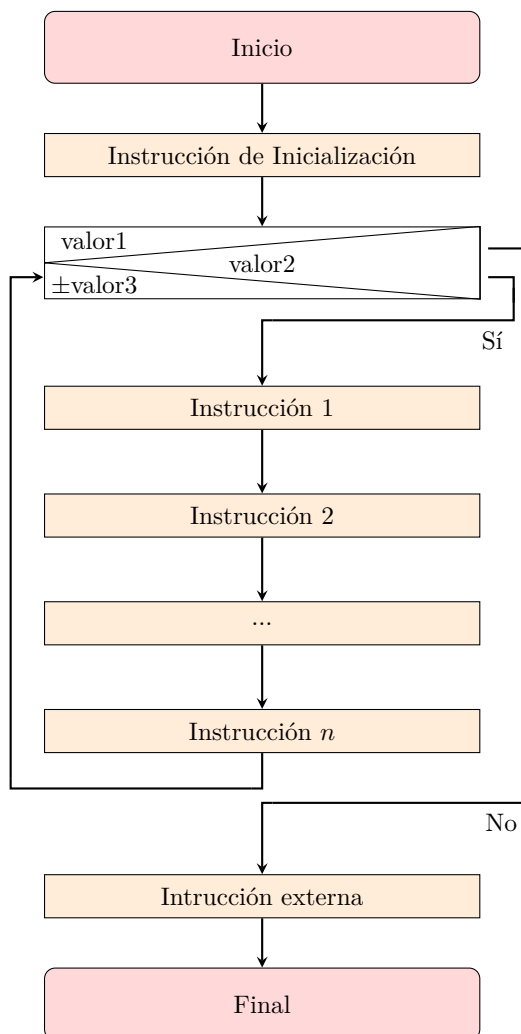 Inicio
Instrucción de Inicialización
valor1
valor2
±valor3
Sí
Instrucción 1
Instrucción 2
...
Instrucción n
No
Intrucción externa
Final